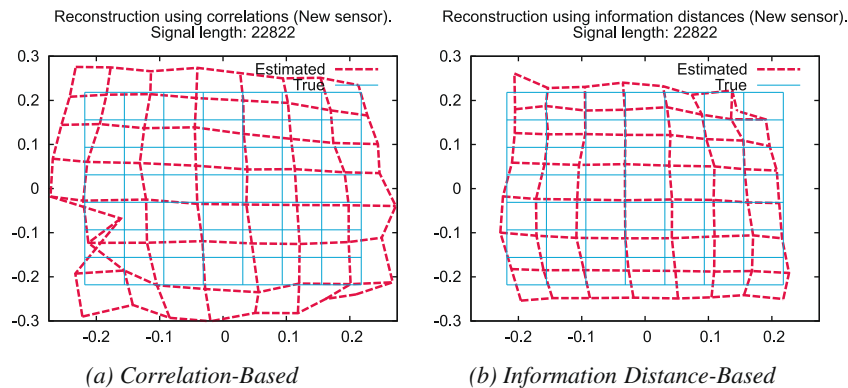 Reconstruction using correlations (New sensor).
Signal length: 22822
0.3
0.2
0.1
0
-0.1
-0.2
-0.3
-0.2
-0.1
0
0.1
0.2
Estimated
True
(a) Correlation-Based
Reconstruction using information distances (New sensor).
Signal length: 22822
0.3
0.2
0.1
0
-0.1
-0.2
-0.3
-0.2
-0.1
0
0.1
0.2
Estimated
True
(b) Information Distance-Based